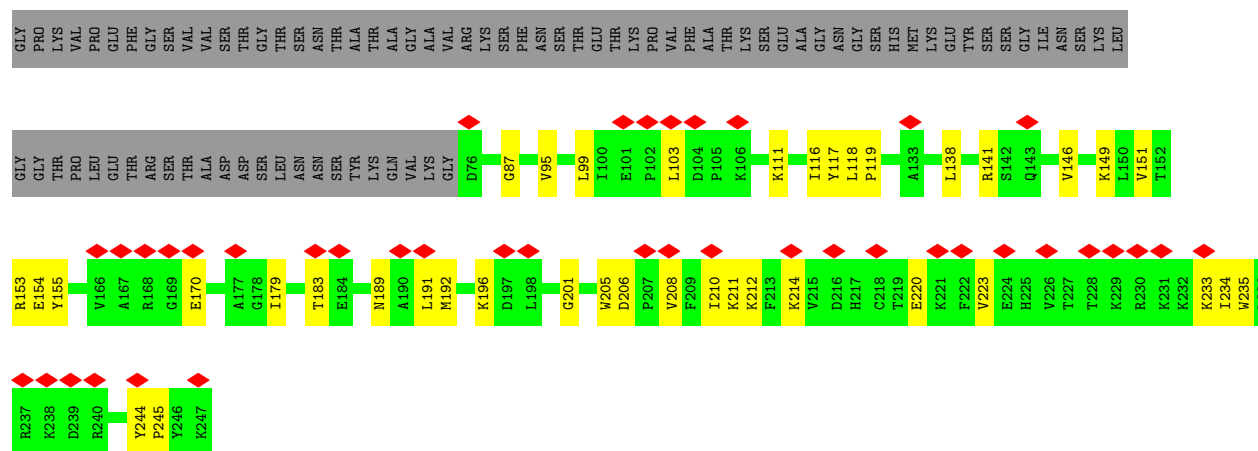 GLY PRO LYS VAL PRO GLU PHE GLY SER VAL VAL SER THR GLY THR SER ASN THR ALA THR ALA GLY ALA VAL ARG LYS SER PHE ASN SER THR GLU THR LYS PRO VAL PHE ALA THR LYS SER GLU ALA GLY ASN GLY SER HIS MET LYS GLU TYR SER SER GLY ILE ASN SER LYS LEU
GLY GLY THR PRO LEU GLU THR ARG SER THR ALA ASP ASP SER LEU ASN ASN SER TYR LYS GLN VAL LYS GLY D76 G87 V95 L99 I100 E101 P102 L103 D104 P105 K106 K111 I116 Y117 L118 P119 A133 L138 R141 S142 Q143 V146 K149 L150 V151 T152
R153 E154 Y155 V166 A167 R168 G169 E170 A177 G178 I179 T183 E184 N189 A190 L191 M192 K196 D197 L198 G201 W205 D206 P207 V208 F209 I210 K211 K212 F213 K214 V215 D216 H217 C218 T219 E220 K221 F222 V223 E224 H225 V226 T227 T228 K229 R230 K231 K232 K233 I234 W235
R237 K238 D239 R240 Y244 P245 Y246 K247